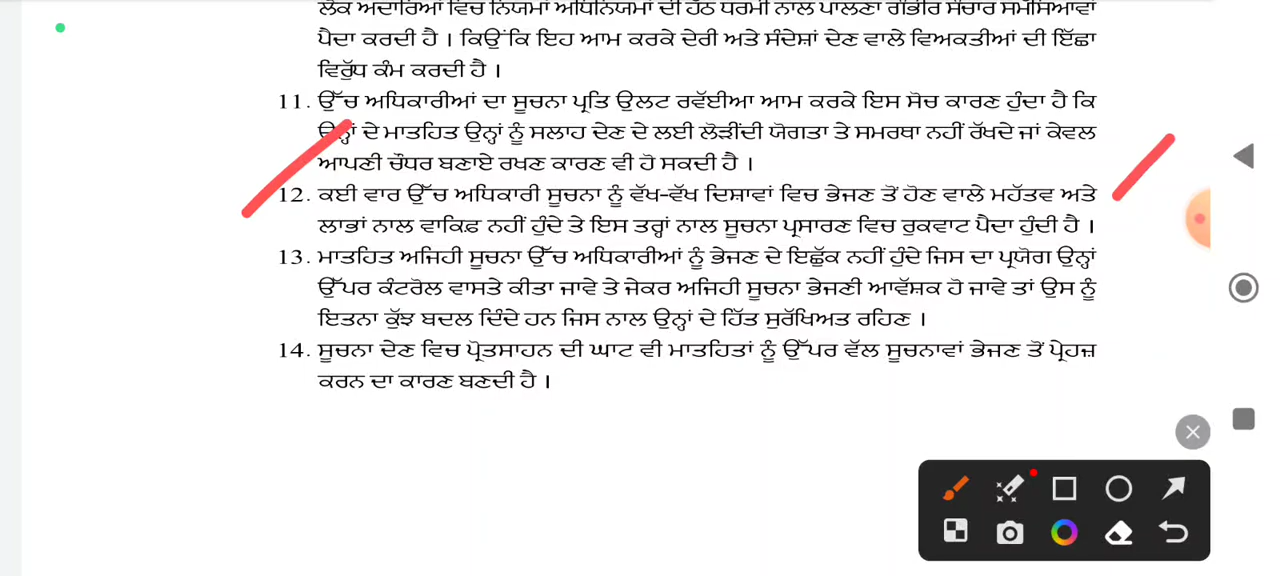 ਲੋਕ ਅਦਾਰਿਆਂ ਵਿਚ ਨਿਯਮਾਂ ਅਧਿਨਿਯਮਾਂ ਦੀ ਹੱਠ ਧਰਮੀ ਨਾਲ ਪਾਲਣਾ ਗੰਭੀਰ ਸੰਚਾਰ ਸਮੱਸਿਆਵਾਂ
ਪੈਦਾ ਕਰਦੀ ਹੈ । ਕਿਉਂਕਿ ਇਹ ਆਮ ਕਰਕੇ ਦੇਰੀ ਅਤੇ ਸੰਦੇਸ਼ਾਂ ਦੇਣ ਵਾਲੇ ਵਿਅਕਤੀਆਂ ਦੀ ਇੱਛਾ
ਵਿਰੁੱਧ ਕੰਮ ਕਰਦੀ ਹੈ ।
11. ਉੱਚ ਅਧਿਕਾਰੀਆਂ ਦਾ ਸੂਚਨਾ ਪ੍ਰਤਿ ਉਲਟ ਰਵੱਈਆ ਆਮ ਕਰਕੇ ਇਸ ਸੋਚ ਕਾਰਣ ਹੁੰਦਾ ਹੈ ਕਿ
ਉਨ੍ਹਾਂ ਦੇ ਮਾਤਹਿਤ ਉਨ੍ਹਾਂ ਨੂੰ ਸਲਾਹ ਦੇਣ ਦੇ ਲਈ ਲੋੜੀਂਦੀ ਯੋਗਤਾ ਤੇ ਸਮਰਥਾ ਨਹੀਂ ਰੱਖਦੇ ਜਾਂ ਕੇਵਲ
ਆਪਣੀ ਚੌਧਰ ਬਣਾਏ ਰਖਣ ਕਾਰਣ ਵੀ ਹੋ ਸਕਦੀ ਹੈ ।
12. ਕਈ ਵਾਰ ਉੱਚ ਅਧਿਕਾਰੀ ਸੂਚਨਾ ਨੂੰ ਵੱਖ-ਵੱਖ ਦਿਸ਼ਾਵਾਂ ਵਿਚ ਭੇਜਣ ਤੋਂ ਹੋਣ ਵਾਲੇ ਮਹੱਤਵ ਅਤੇ
ਲਾਭਾਂ ਨਾਲ ਵਾਕਿਫ਼ ਨਹੀਂ ਹੁੰਦੇ ਤੇ ਇਸ ਤਰ੍ਹਾਂ ਨਾਲ ਸੂਚਨਾ ਪ੍ਰਸਾਰਣ ਵਿਚ ਰੁਕਵਾਟ ਪੈਦਾ ਹੁੰਦੀ ਹੈ ।
13. ਮਾਤਹਿਤ ਅਜਿਹੀ ਸੂਚਨਾ ਉੱਚ ਅਧਿਕਾਰੀਆਂ ਨੂੰ ਭੇਜਣ ਦੇ ਇਛੁੱਕ ਨਹੀਂ ਹੁੰਦੇ ਜਿਸ ਦਾ ਪ੍ਰਯੋਗ ਉਨ੍ਹਾਂ
ਉੱਪਰ ਕੰਟਰੋਲ ਵਾਸਤੇ ਕੀਤਾ ਜਾਵੇ ਤੇ ਜੇਕਰ ਅਜਿਹੀ ਸੂਚਨਾ ਭੇਜਣੀ ਆਵੱਸ਼ਕ ਹੋ ਜਾਵੇ ਤਾਂ ਉਸ ਨੂੰ
ਇਤਨਾ ਕੁੱਝ ਬਦਲ ਦਿੰਦੇ ਹਨ ਜਿਸ ਨਾਲ ਉਨ੍ਹਾਂ ਦੇ ਹਿੱਤ ਸੁਰੱਖਿਅਤ ਰਹਿਣ ।
14. ਸੂਚਨਾ ਦੇਣ ਵਿਚ ਪ੍ਰੋਤਸਾਹਨ ਦੀ ਘਾਟ ਵੀ ਮਾਤਹਿਤਾਂ ਨੂੰ ਉੱਪਰ ਵੱਲ ਸੂਚਨਾਵਾਂ ਭੇਜਣ ਤੋਂ ਪ੍ਰੇਹਜ਼
ਕਰਨ ਦਾ ਕਾਰਣ ਬਣਦੀ ਹੈ ।